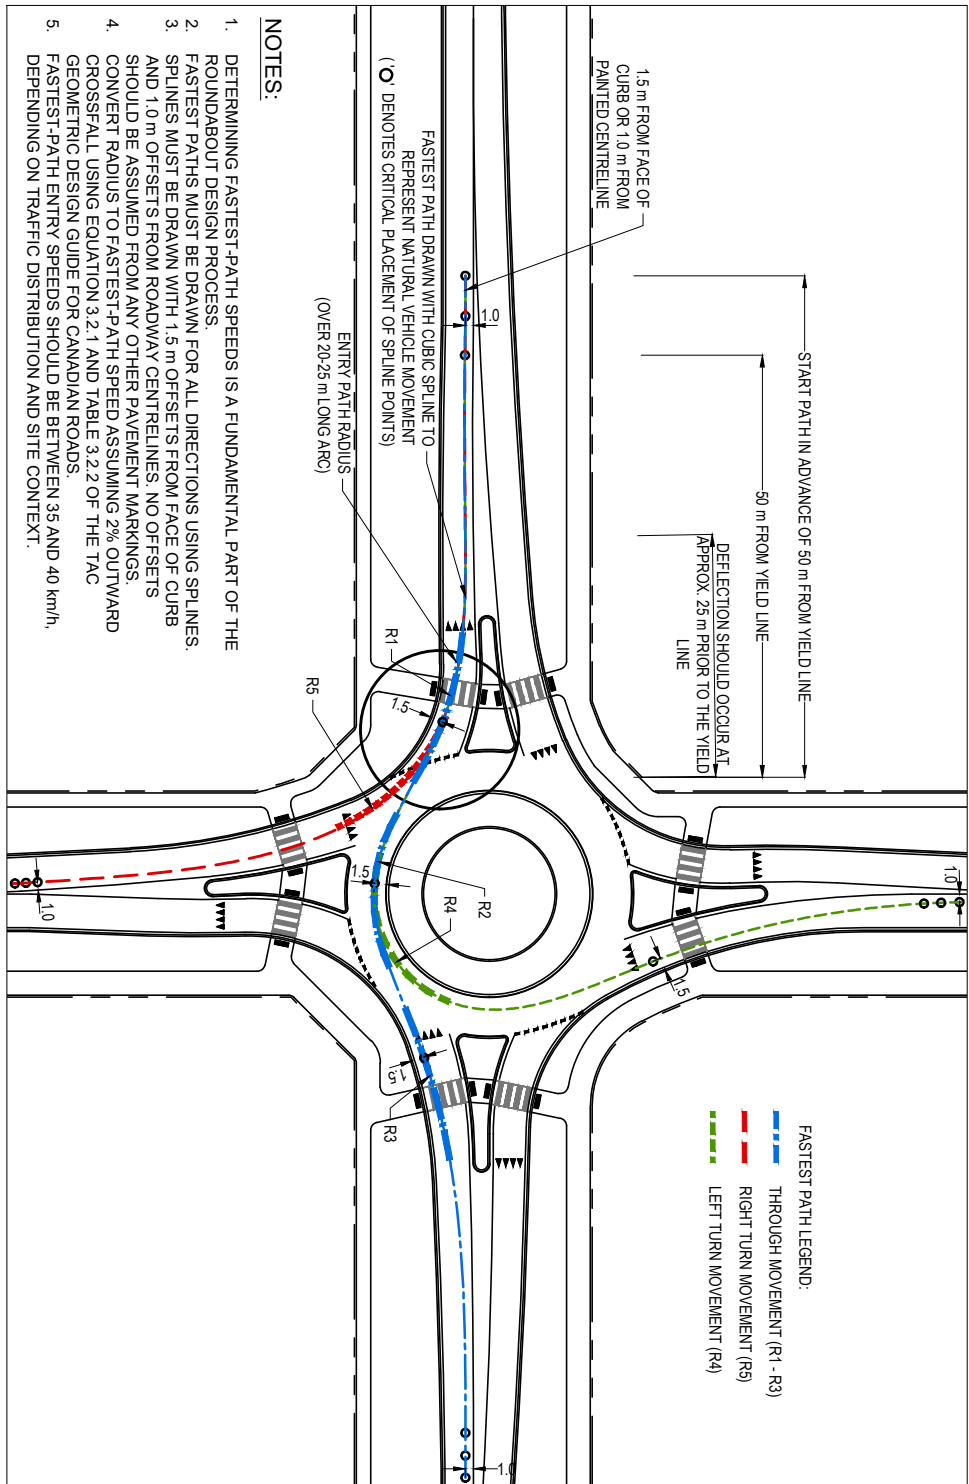 START PATH IN ADVANCE OF 50 m FROM YIELD LINE
50 m FROM YIELD LINE
DEFLECTION SHOULD OCCUR AT
APPROX. 25 m PRIOR TO THE YIELD
LINE
1.5 m FROM FACE OF
CURB OR 1.0 m FROM
PAINTED CENTRELINE
1.0
FASTEST PATH DRAWN WITH CUBIC SPLINE TO
REPRESENT NATURAL VEHICLE MOVEMENT
('O' DENOTES CRITICAL PLACEMENT OF SPLINE POINTS)
ENTRY PATH RADIUS
(OVER 20-25 m LONG ARC)
R1
1.5
R5
1.0
1.5
R2
R4
1.0
1.5
1.5
R3
1.0
FASTEST PATH LEGEND:
THROUGH MOVEMENT (R1 - R3)
RIGHT TURN MOVEMENT (R5)
LEFT TURN MOVEMENT (R4)
NOTES:
1. DETERMINING FASTEST-PATH SPEEDS IS A FUNDAMENTAL PART OF THE
ROUNDABOUT DESIGN PROCESS.
2. FASTEST PATHS MUST BE DRAWN FOR ALL DIRECTIONS USING SPLINES.
3. SPLINES MUST BE DRAWN WITH 1.5 m OFFSETS FROM FACE OF CURB
AND 1.0 m OFFSETS FROM ROADWAY CENTRELINES. NO OFFSETS
SHOULD BE ASSUMED FROM ANY OTHER PAVEMENT MARKINGS.
4. CONVERT RADIUS TO FASTEST-PATH SPEED ASSUMING 2% OUTWARD
CROSSFALL USING EQUATION 3.2.1 AND TABLE 3.2.2 OF THE TAC
GEOMETRIC DESIGN GUIDE FOR CANADIAN ROADS.
5. FASTEST-PATH ENTRY SPEEDS SHOULD BE BETWEEN 35 AND 40 km/h,
DEPENDING ON TRAFFIC DISTRIBUTION AND SITE CONTEXT.